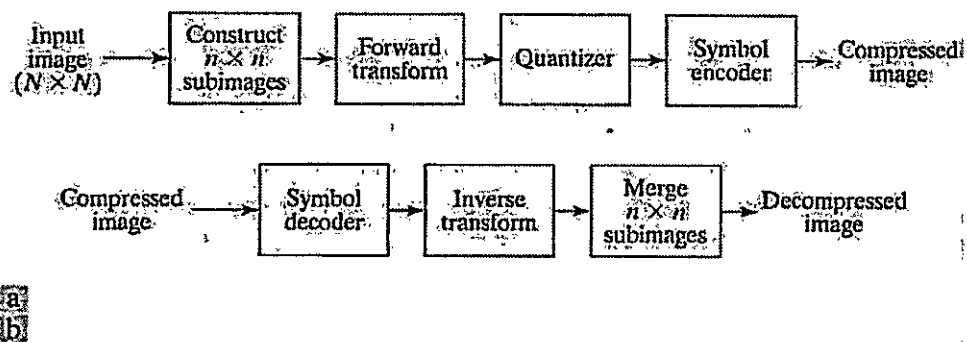 Input
image
(N × N)
Construct
n × n
subimages
Forward
transform
Quantizer
Symbol
encoder
Compressed
image
Compressed
image
Symbol
decoder
Inverse
transform
Merge
n × n
subimages
Decompressed
image
a
b